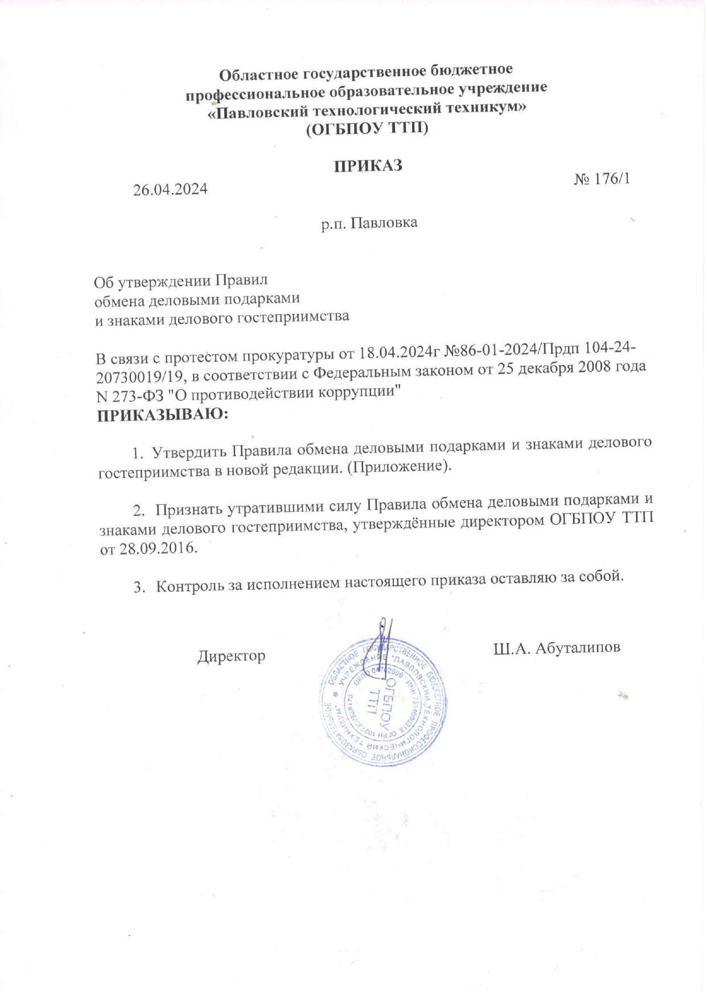 Областное государственное бюджетное
профессиональное образовательное учреждение
«Павловский технологический техникум»
(ОГБПОУ ТТП)
ПРИКАЗ
26.04.2024 № 176/1
р.п. Павловка
Об утверждении Правил
обмена деловыми подарками
и знаками делового гостеприимства
В связи с протестом прокуратуры от 18.04.2024г №86-01-2024/Прдп 104-24-
20730019/19, в соответствии с Федеральным законом от 25 декабря 2008 года
N 273-ФЗ "О противодействии коррупции"
ПРИКАЗЫВАЮ:
1. Утвердить Правила обмена деловыми подарками и знаками делового
гостеприимства в новой редакции. (Приложение).
2. Признать утратившими силу Правила обмена деловыми подарками и
знаками делового гостеприимства, утверждённые директором ОГБПОУ ТТП
от 28.09.2016.
3. Контроль за исполнением настоящего приказа оставляю за собой.
Директор Ш.А. Абуталипов
ОБЛАСТНОЕ ГОСУДАРСТВЕННОЕ БЮДЖЕТНОЕ ПРОФЕССИОНАЛЬНОЕ ОБРАЗОВАТЕЛЬНОЕ
УЧРЕЖДЕНИЕ "ПАВЛОВСКИЙ ТЕХНОЛОГИЧЕСКИЙ ТЕХНИКУМ" *
ОКПО ИНН ОГРН
ОГБПОУ
ТТП